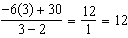 −6(3) + 30 / 3 − 2 = 12 / 1 = 12